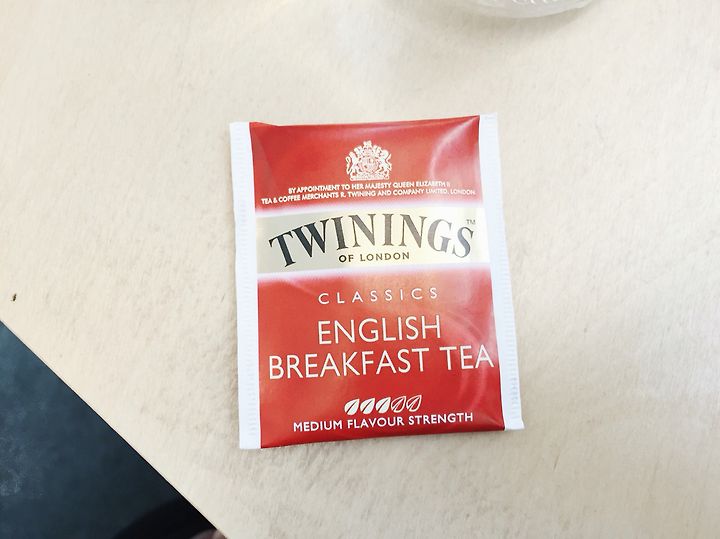 BY APPOINTMENT TO HER MAJESTY QUEEN ELIZABETH II
TEA & COFFEE MERCHANTS R. TWINING AND COMPANY LIMITED, LONDON
TWININGS™
OF LONDON
CLASSICS
ENGLISH
BREAKFAST TEA
MEDIUM FLAVOUR STRENGTH